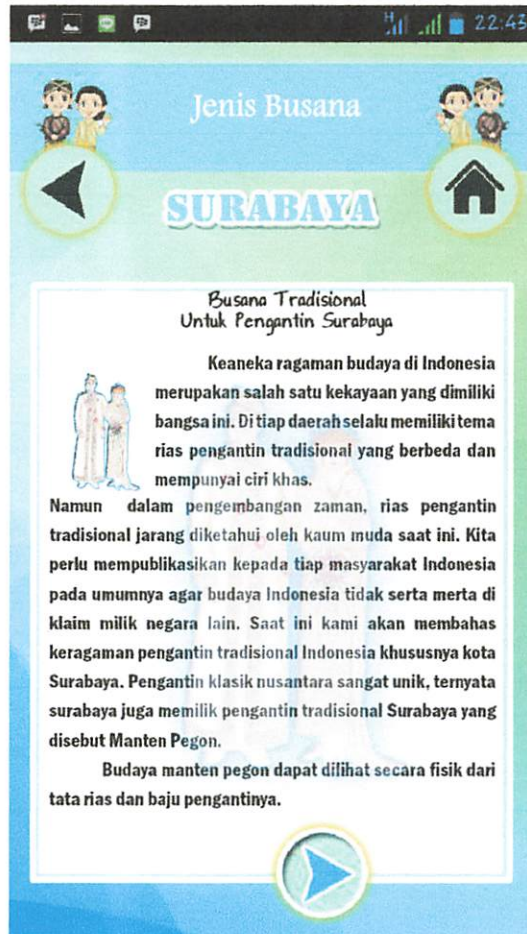 22:43
Jenis Busana
SURABAYA
Busana Tradisional
Untuk Pengantin Surabaya
Keaneka ragaman budaya di Indonesia
merupakan salah satu kekayaan yang dimiliki
bangsa ini. Di tiap daerah selalu memiliki tema
rias pengantin tradisional yang berbeda dan
mempunyai ciri khas.
Namun dalam pengembangan zaman, rias pengantin
tradisional jarang diketahui oleh kaum muda saat ini. Kita
perlu mempublikasikan kepada tiap masyarakat Indonesia
pada umumnya agar budaya Indonesia tidak serta merta di
klaim milik negara lain. Saat ini kami akan membahas
keragaman pengantin tradisional Indonesia khususnya kota
Surabaya. Pengantin klasik nusantara sangat unik, ternyata
surabaya juga memilik pengantin tradisional Surabaya yang
disebut Manten Pegon.
Budaya manten pegon dapat dilihat secara fisik dari
tata rias dan baju pengantinya.